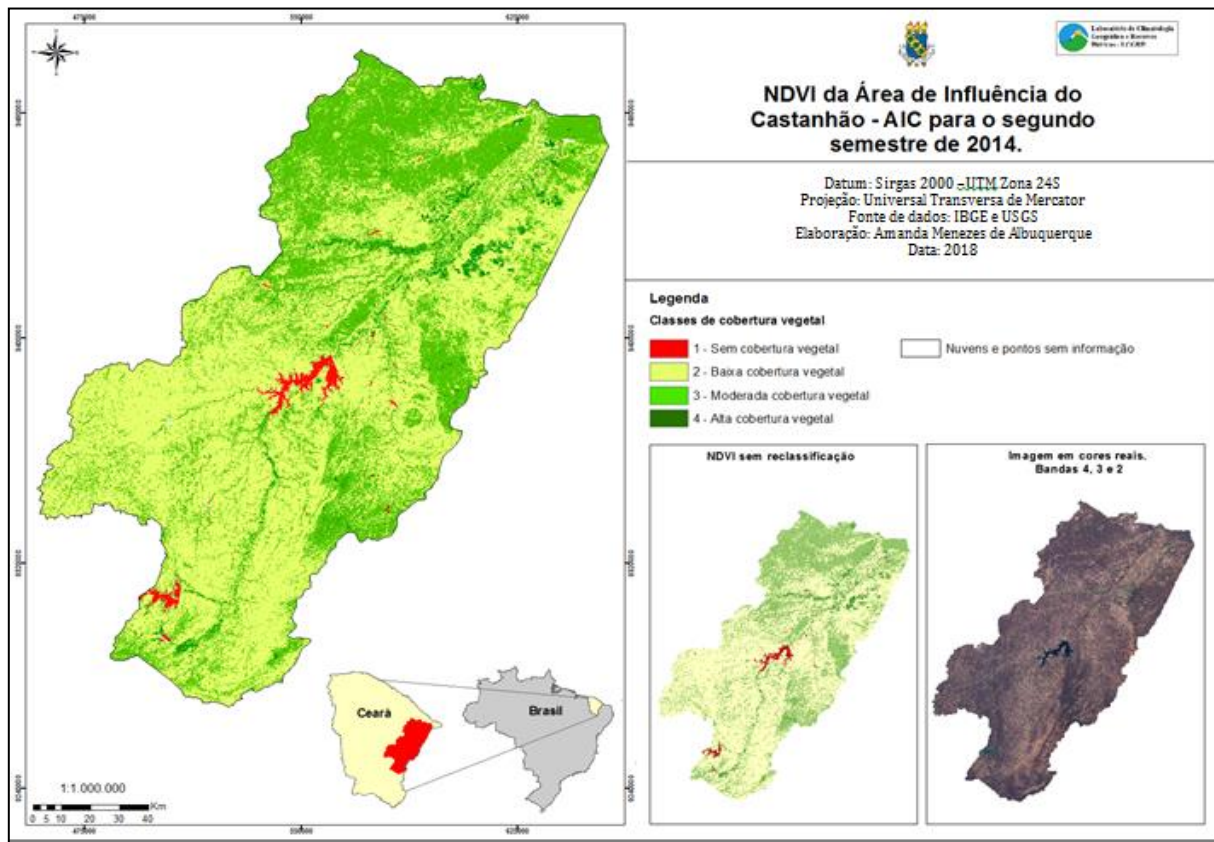 NDVI da Área de Influência do
Castanhão - AIC para o segundo
semestre de 2014.
Datum: Sirgas 2000 –UTM Zona 24S
Projeção: Universal Transversa de Mercator
Fonte de dados: IBGE e USGS
Elaboração: Amanda Menezes de Albuquerque
Data: 2018
Legenda
Classes de cobertura vegetal
1 - Sem cobertura vegetal
2 - Baixa cobertura vegetal
3 - Moderada cobertura vegetal
4 - Alta cobertura vegetal
Nuvens e pontos sem informação
NDVI sem reclassificação
Imagem em cores reais.
Bandas 4, 3 e 2
Ceará
Brasil
1:1.000.000
0 5 10 20 30 40
Km